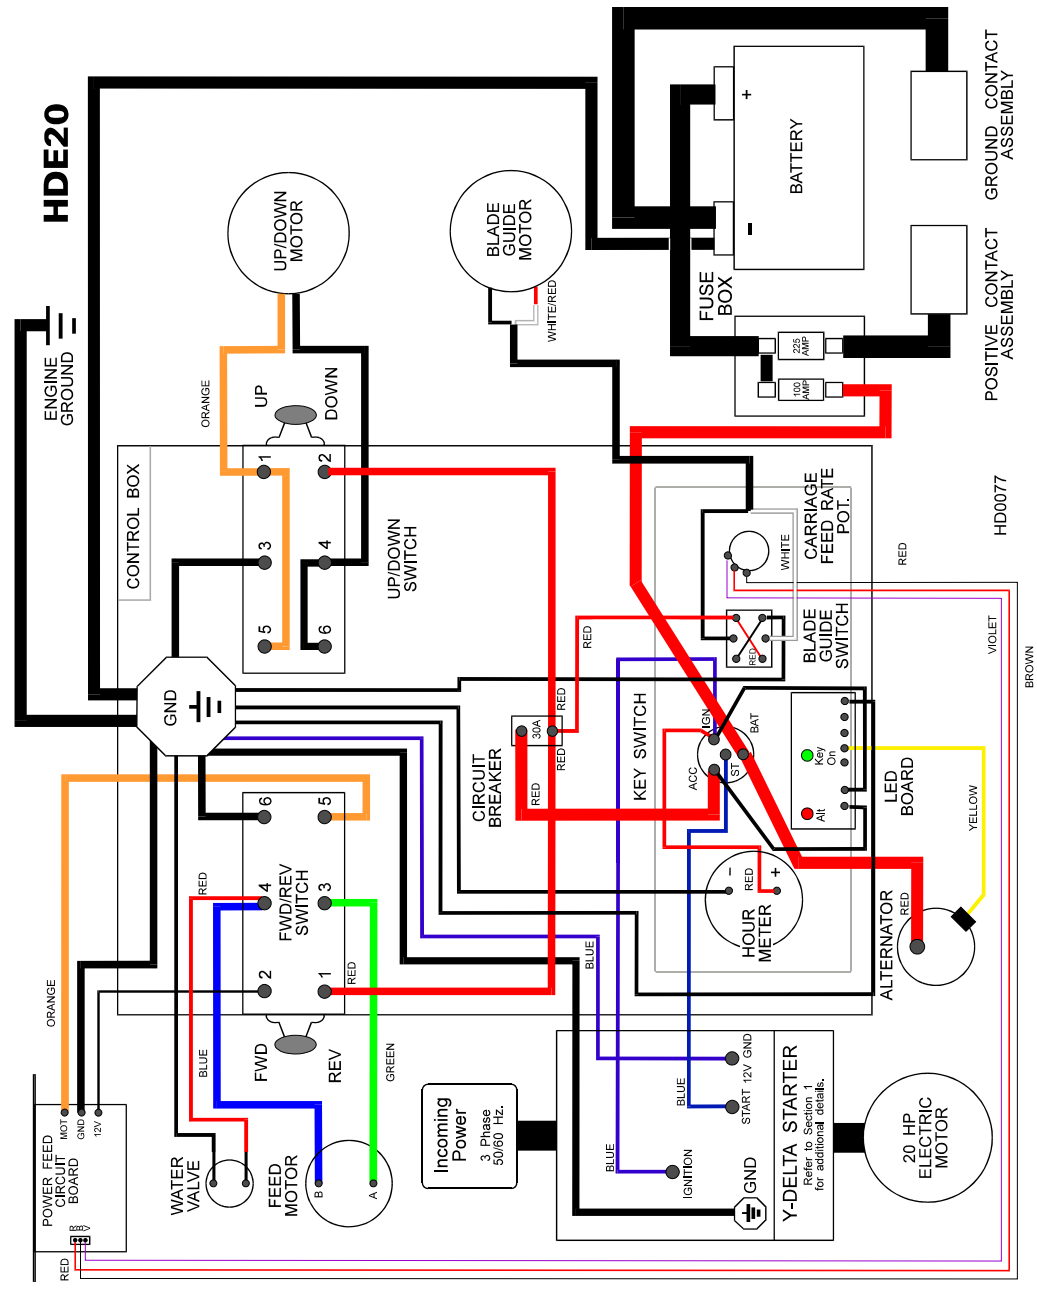 HDE20
ENGINE
GROUND
UP/DOWN
MOTOR
BLADE
GUIDE
MOTOR
WHITE/RED
BATTERY
+
-
FUSE
BOX
225
AMP
100
AMP
GROUND CONTACT
ASSEMBLY
POSITIVE CONTACT
ASSEMBLY
CONTROL BOX
ORANGE
UP
DOWN
1
2
3
4
5
6
UP/DOWN
SWITCH
GND
CARRIAGE
FEED RATE
POT.
WHITE
HD0077
RED
VIOLET
BROWN
BLADE
GUIDE
SWITCH
RED
RED
RED
RED
30A
CIRCUIT
BREAKER
RED
KEY SWITCH
IGN
BAT
ACC
ST
Key
On
Alt
LED
BOARD
YELLOW
HOUR
METER
-
+
RED
ALTERNATOR
RED
6
5
4
3
2
1
FWD/REV
SWITCH
RED
RED
FWD
REV
ORANGE
BLUE
GREEN
BLUE
BLUE
BLUE
POWER FEED
CIRCUIT
BOARD
MOT
GND
12V
R
B
V
RED
WATER
VALVE
FEED
MOTOR
B
A
Incoming
Power
3 Phase
50/60 Hz.
IGNITION
START
12V GND
GND
Y-DELTA STARTER
Refer to Section 1
for additional details.
20 HP
ELECTRIC
MOTOR